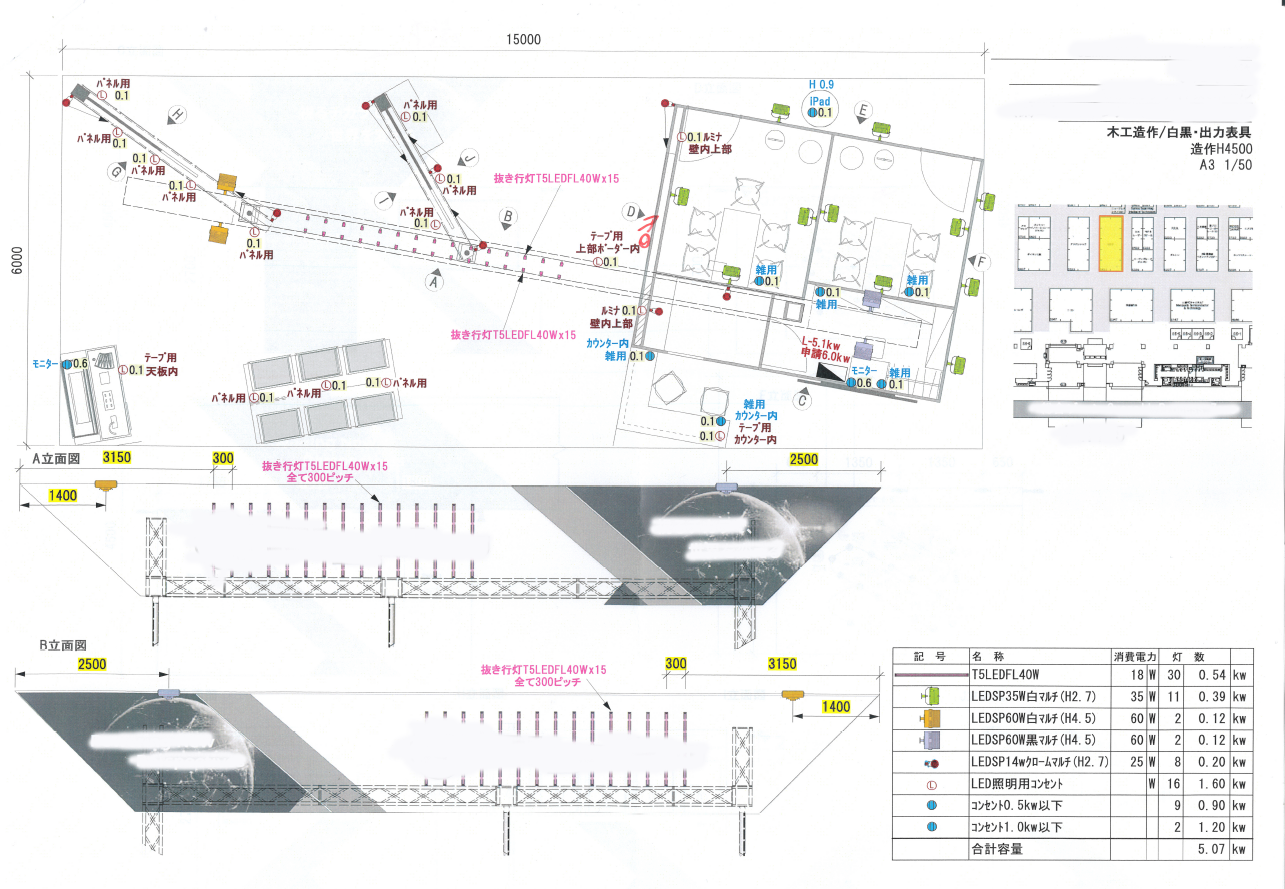 15000
6000
木工造作/白黒・出力表具
造作H4500
A3 1/50
パネル用
Ⓛ 0.1
パネル用
Ⓛ 0.1
H
G
0.1 Ⓛ
パネル用
0.1 Ⓛ
パネル用
Ⓛ 0.1
パネル用
パネル用
Ⓛ 0.1
J
Ⓛ 0.1
パネル用
I
パネル用
0.1 Ⓛ
B
A
抜き行灯T5LEDFL40Wx15
抜き行灯T5LEDFL40Wx15
テープ用
上部ボーダー内
Ⓛ 0.1
D
Ⓛ 0.1 ルミナ
壁内上部
H 0.9
iPad
0.1
E
F
雑用
0.1
0.1
雑用
雑用
0.1
ルミナ 0.1 Ⓛ
壁内上部
カウンター内
雑用 0.1
L-5.1kw
申請6.0kw
モニター
0.6
雑用
0.1
C
雑用
カウンター内
0.1
テープ用
0.1 Ⓛ カウンター内
モニター 0.6
テープ用
Ⓛ 0.1 天板内
パネル用 Ⓛ 0.1
パネル用 Ⓛ 0.1
0.1 Ⓛ パネル用
A立面図
3150
300
2500
1400
抜き行灯T5LEDFL40Wx15
全て300ピッチ
B立面図
2500
300
3150
1400
抜き行灯T5LEDFL40Wx15
全て300ピッチ
記 号 名 称 消費電力 灯 数
T5LEDFL40W 18 W 30 0.54 kw
LEDSP35W白マルチ(H2.7) 35 W 11 0.39 kw
LEDSP60W白マルチ(H4.5) 60 W 2 0.12 kw
LEDSP60W黒マルチ(H4.5) 60 W 2 0.12 kw
LEDSP14wクロームマルチ(H2.7) 25 W 8 0.20 kw
Ⓛ LED照明用コンセント W 16 1.60 kw
コンセント0.5kw以下 9 0.90 kw
コンセント1.0kw以下 2 1.20 kw
合計容量 5.07 kw